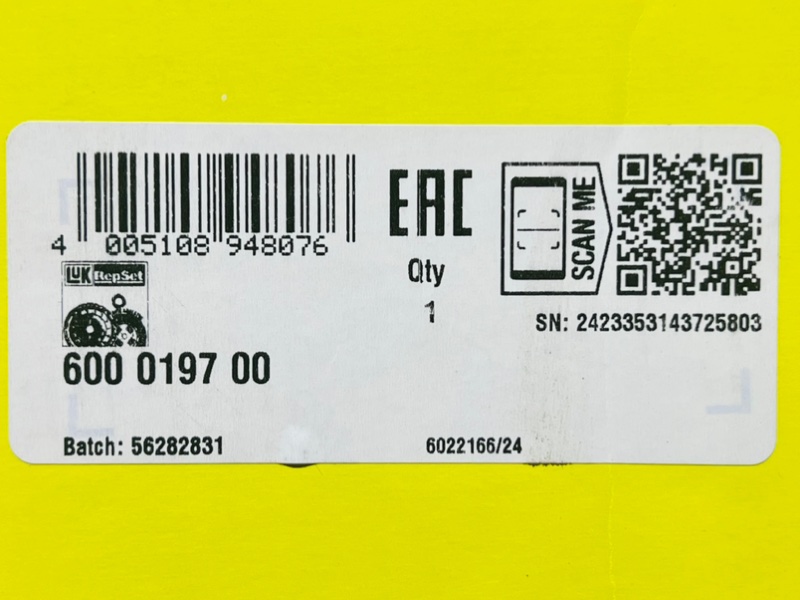 4 005108 948076
EAC
SCAN ME
Qty
1
SN: 2423353143725803
LUK RepSet
600 0197 00
Batch: 56282831
6022166/24